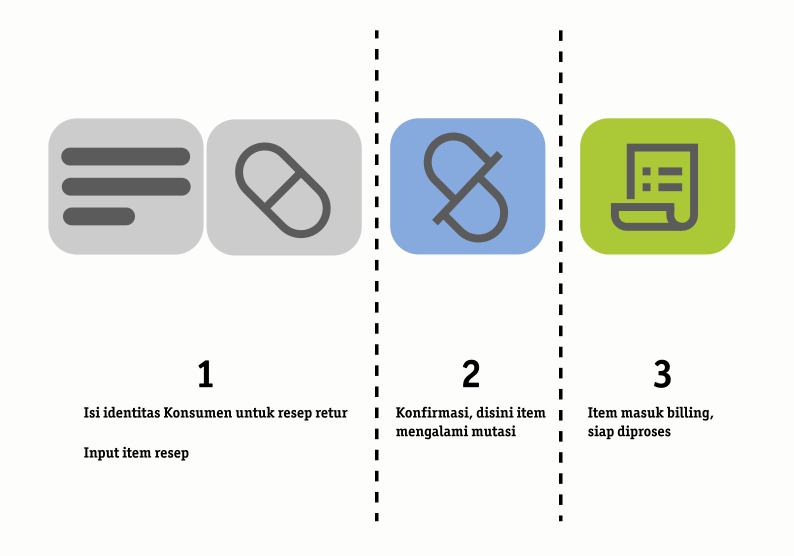 1
Isi identitas Konsumen untuk resep retur
Input item resep
2
Konfirmasi, disini item
mengalami mutasi
3
Item masuk billing,
siap diproses